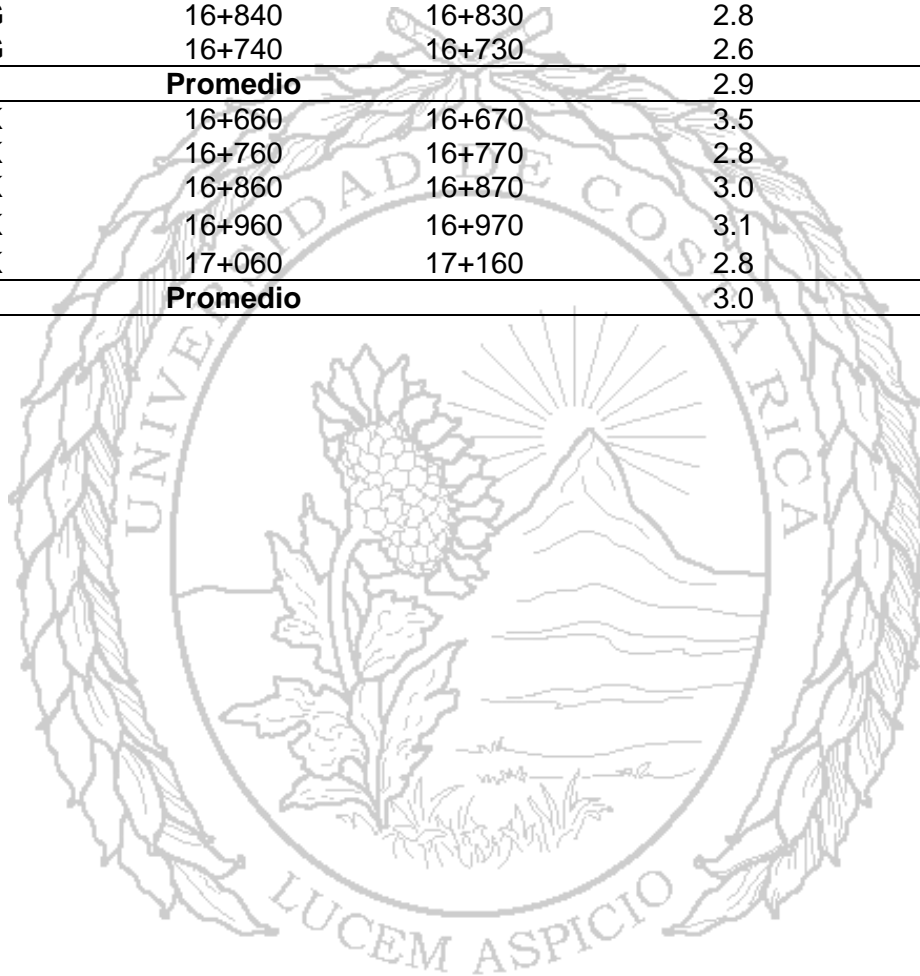 G 16+840 16+830 2.8
G 16+740 16+730 2.6
Promedio 2.9
K 16+660 16+670 3.5
K 16+760 16+770 2.8
K 16+860 16+870 3.0
K 16+960 16+970 3.1
K 17+060 17+160 2.8
Promedio 3.0
UNIVERSIDAD DE COSTA RICA
LUCEM ASPICIO